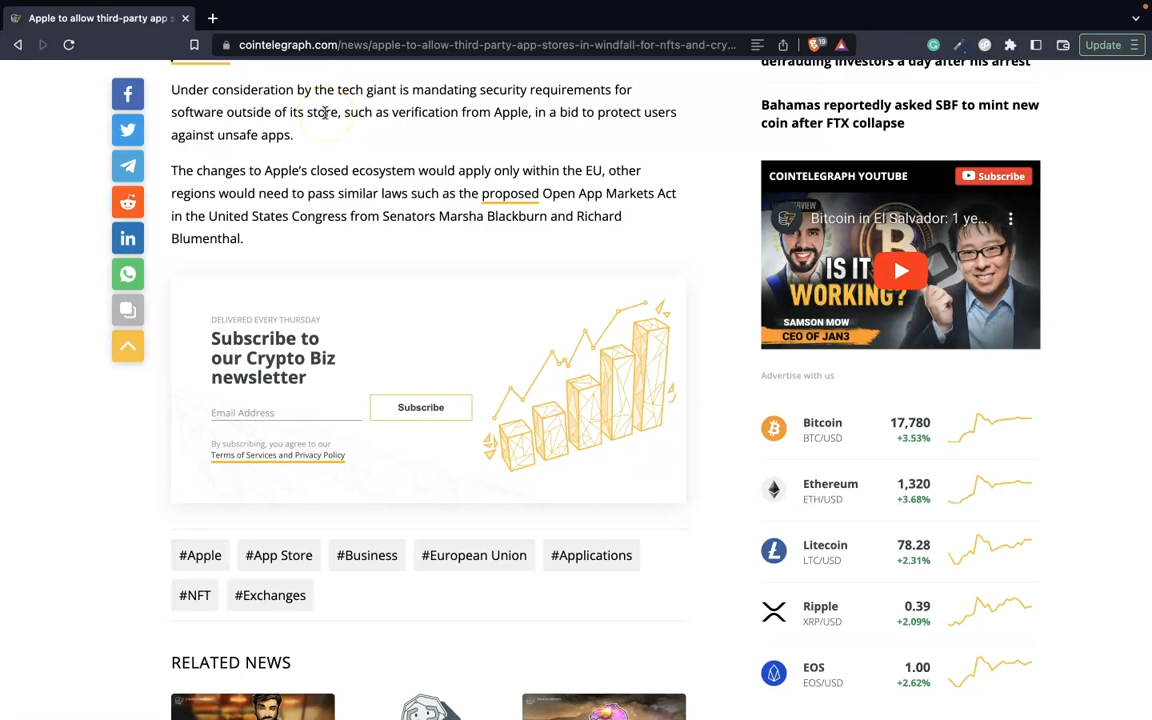 Apple to allow third-party app s
cointelegraph.com/news/apple-to-allow-third-party-app-stores-in-windfall-for-nfts-and-cry...
19
Update
Under consideration by the tech giant is mandating security requirements for
software outside of its store, such as verification from Apple, in a bid to protect users
against unsafe apps.
The changes to Apple's closed ecosystem would apply only within the EU, other
regions would need to pass similar laws such as the proposed Open App Markets Act
in the United States Congress from Senators Marsha Blackburn and Richard
Blumenthal.
DELIVERED EVERY THURSDAY
Subscribe to
our Crypto Biz
newsletter
Email Address
Subscribe
By subscribing, you agree to our
Terms of Services and Privacy Policy
#Apple
#App Store
#Business
#European Union
#Applications
#NFT
#Exchanges
RELATED NEWS
defrauding investors a day after his arrest
Bahamas reportedly asked SBF to mint new
coin after FTX collapse
COINTELEGRAPH YOUTUBE
Subscribe
Bitcoin in El Salvador: 1 ye...
IS IT
WORKING?
SAMSON MOW
CEO OF JAN3
Advertise with us
Bitcoin 17,780
BTC/USD +3.53%
Ethereum 1,320
ETH/USD +3.68%
Litecoin 78.28
LTC/USD +2.31%
Ripple 0.39
XRP/USD +2.09%
EOS 1.00
EOS/USD +2.62%